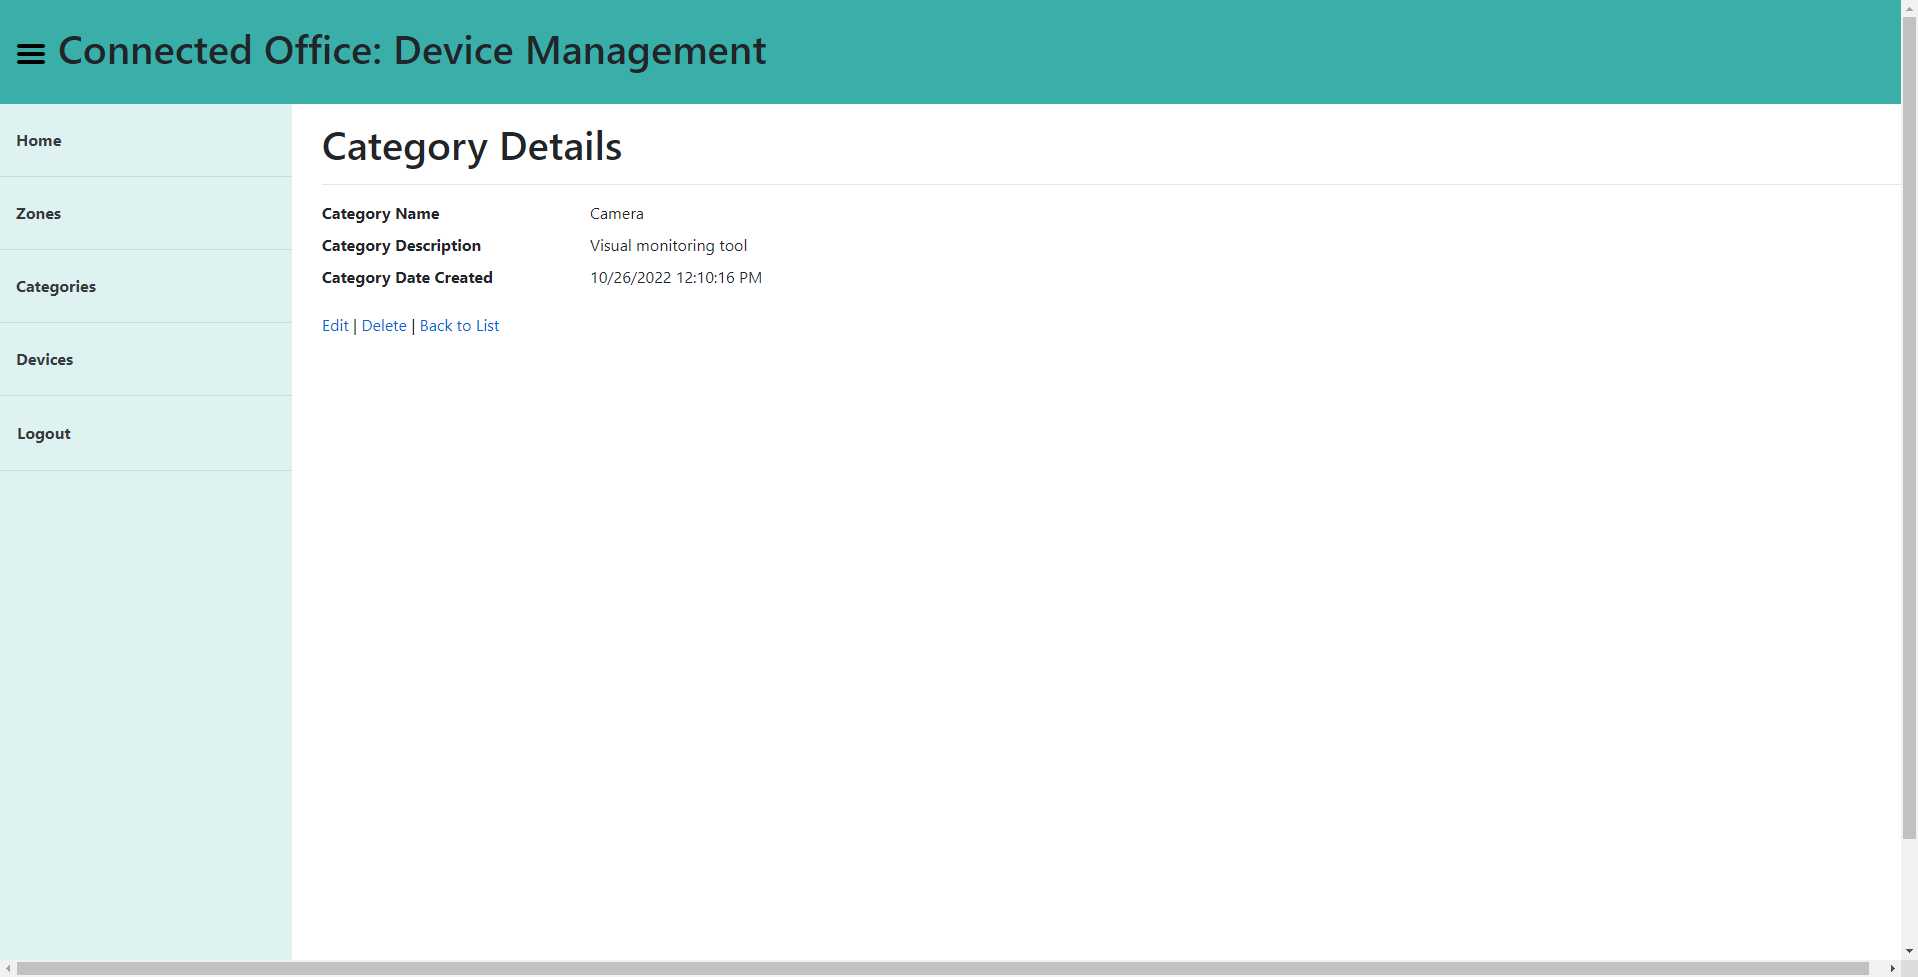 Connected Office: Device Management
Home
Zones
Categories
Devices
Logout
Category Details
Category Name Camera
Category Description Visual monitoring tool
Category Date Created 10/26/2022 12:10:16 PM
Edit | Delete | Back to List